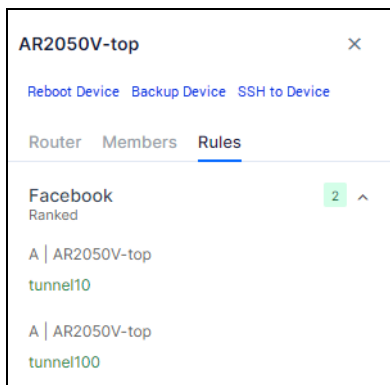 AR2050V-top
Reboot Device Backup Device SSH to Device
Router Members Rules
Facebook 2
Ranked
A | AR2050V-top
tunnel10
A | AR2050V-top
tunnel100